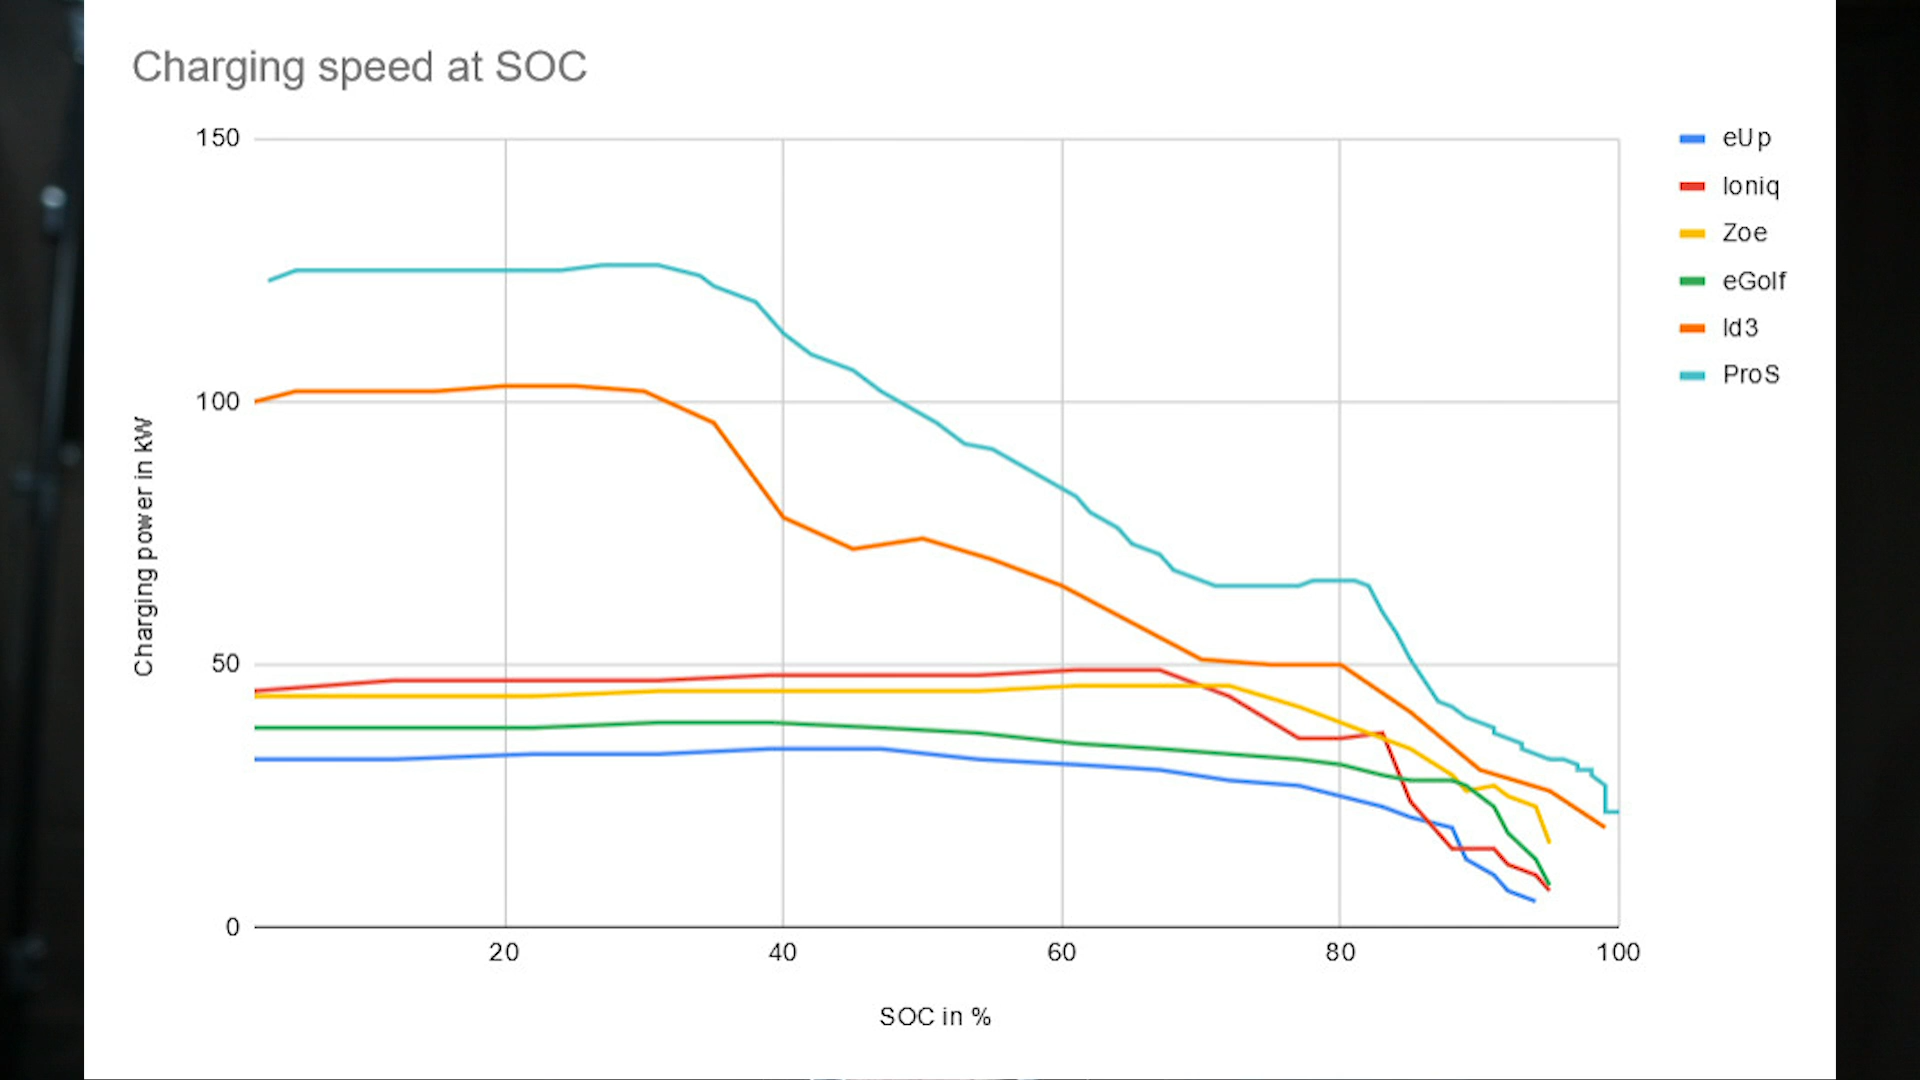 Charging speed at SOC
150
100
50
0
Charging power in kW
20
40
60
80
100
SOC in %
eUp
Ioniq
Zoe
eGolf
Id3
ProS